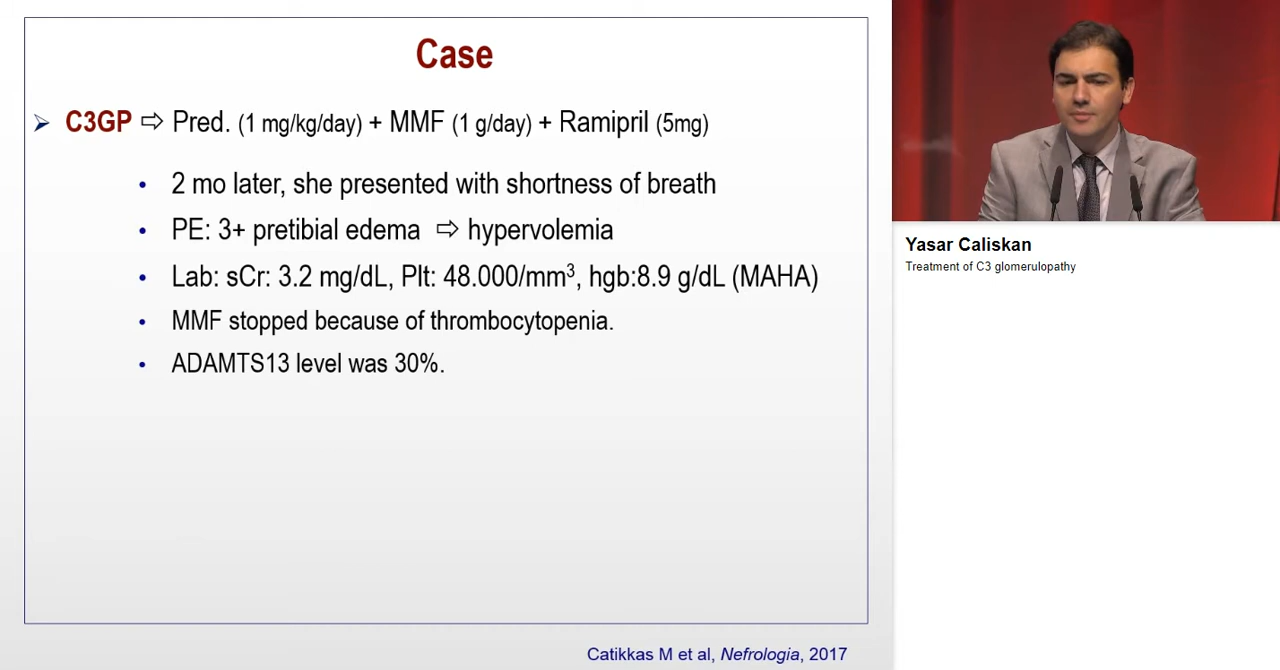 Case
➢ C3GP ⇨ Pred. (1 mg/kg/day) + MMF (1 g/day) + Ramipril (5mg)
• 2 mo later, she presented with shortness of breath
• PE: 3+ pretibial edema ⇨ hypervolemia
• Lab: sCr: 3.2 mg/dL, Plt: 48.000/mm³, hgb:8.9 g/dL (MAHA)
• MMF stopped because of thrombocytopenia.
• ADAMTS13 level was 30%.
Catikkas M et al, Nefrologia, 2017
Yasar Caliskan
Treatment of C3 glomerulopathy